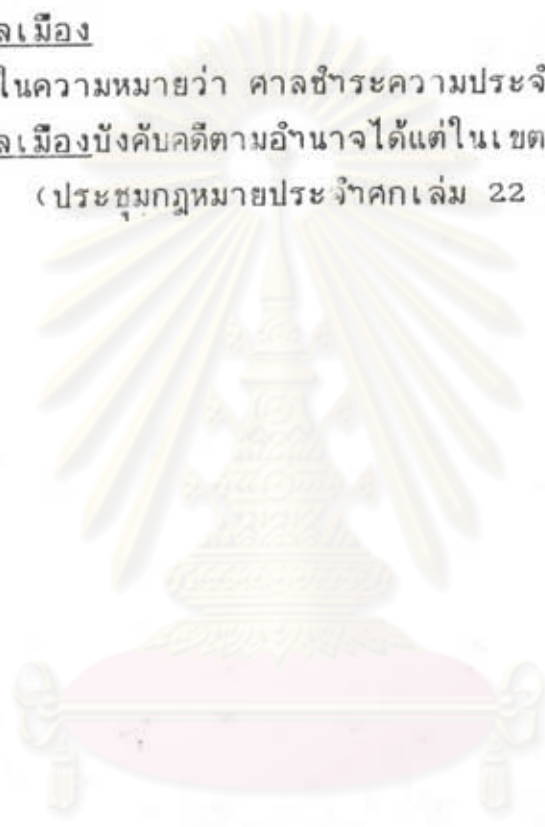 ลเมือง
ในความหมายว่า ศาลชำระความประจำ
ลเมืองบังคับคดีตามอำนาจได้แต่ในเขต
(ประชุมกฎหมายประจำศกเล่ม 22